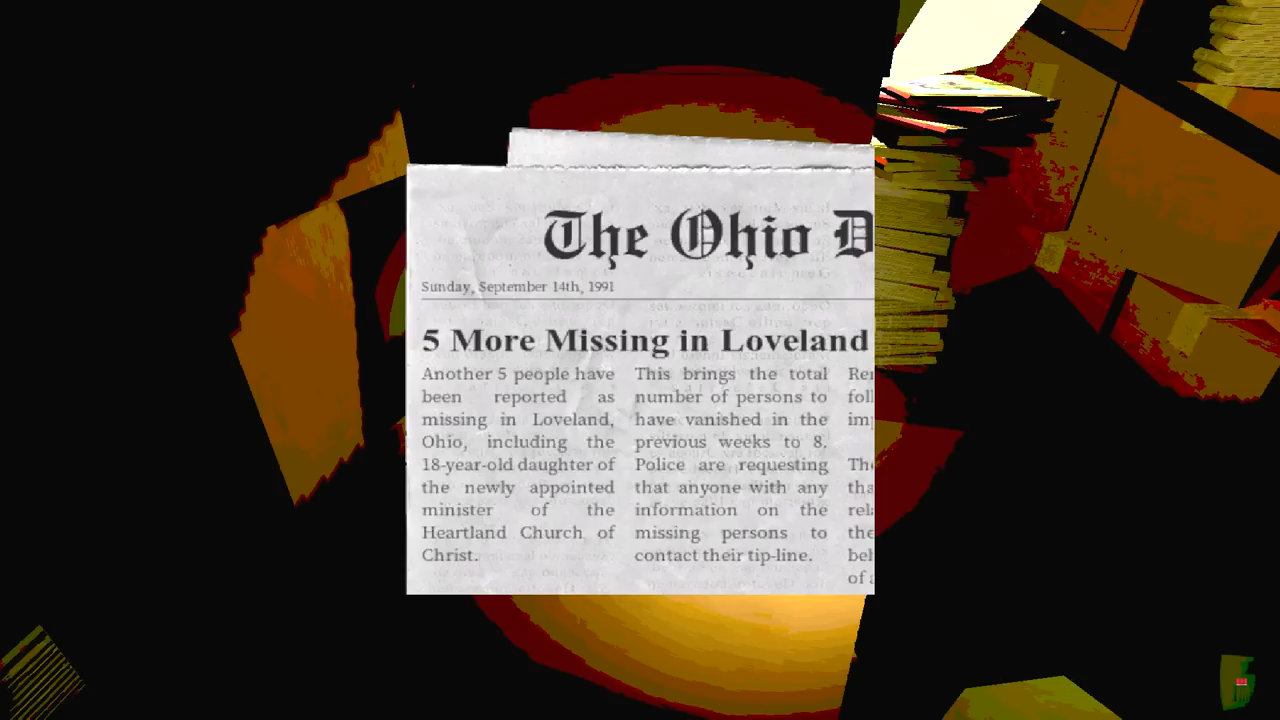 The Ohio D
Sunday, September 14th, 1991
5 More Missing in Loveland
Another 5 people have
been reported as
missing in Loveland,
Ohio, including the
18-year-old daughter of
the newly appointed
minister of the
Heartland Church of
Christ.
This brings the total
number of persons to
have vanished in the
previous weeks to 8.
Police are requesting
that anyone with any
information on the
missing persons to
contact their tip-line.
of